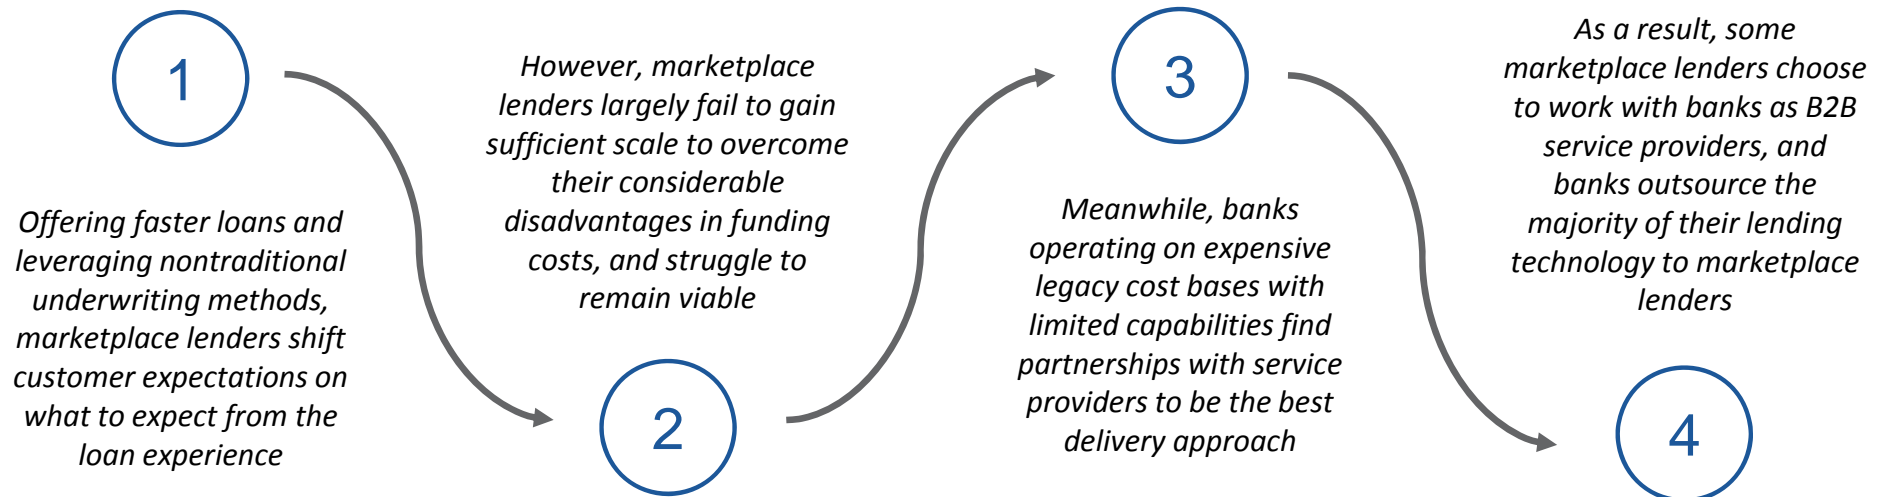 1
Offering faster loans and
leveraging nontraditional
underwriting methods,
marketplace lenders shift
customer expectations on
what to expect from the
loan experience
However, marketplace
lenders largely fail to gain
sufficient scale to overcome
their considerable
disadvantages in funding
costs, and struggle to
remain viable
2
3
Meanwhile, banks
operating on expensive
legacy cost bases with
limited capabilities find
partnerships with service
providers to be the best
delivery approach
As a result, some
marketplace lenders choose
to work with banks as B2B
service providers, and
banks outsource the
majority of their lending
technology to marketplace
lenders
4